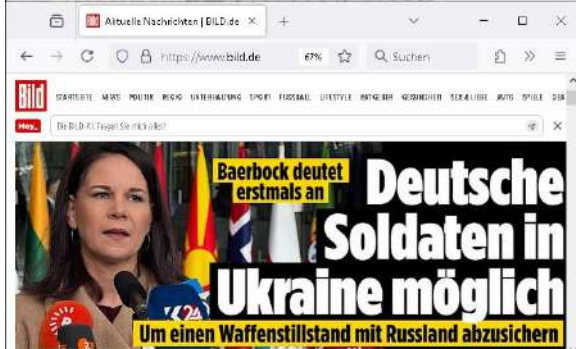 Aktuelle Nachrichten | BILD.de
https://www.bild.de
67%
Suchen
Bild
STARTSEITE NEWS POLITIK REGIO UNTERHALTUNG SPORT FUSSBALL LIFESTYLE RATGEBER GESUNDHEIT SEX & LIEBE AUTO SPIELE
Hey_
Die BILD-KI: Fragen Sie mich alles!
Baerbock deutet
erstmals an
Deutsche
Soldaten in
Ukraine möglich
Um einen Waffenstillstand mit Russland abzusichern
K24